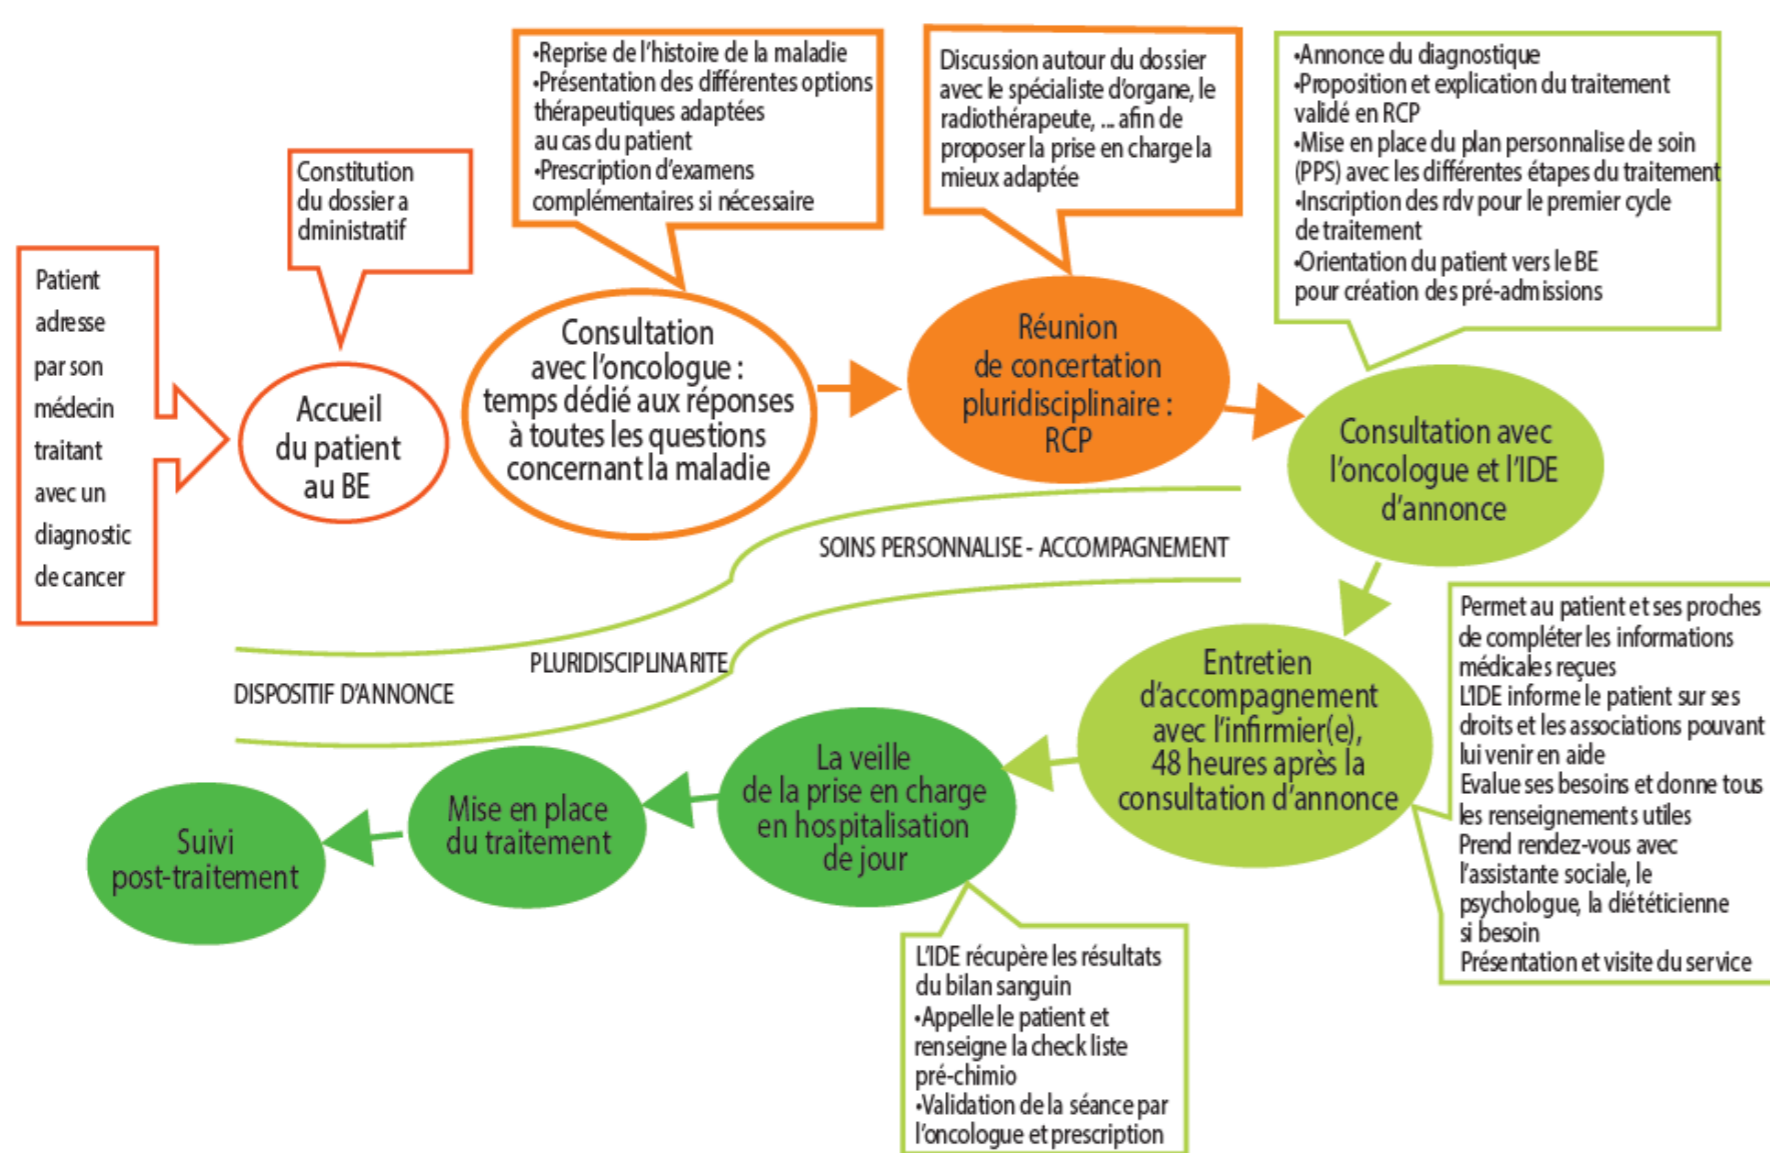 Patient
adresse
par son
médecin
traitant
avec un
diagnostic
de cancer
Constitution
du dossier a
dministratif
Accueil
du patient
au BE
•Reprise de l'histoire de la maladie
•Présentation des différentes options
thérapeutiques adaptées
au cas du patient
•Prescription d'examens
complémentaires si nécessaire
Consultation
avec l'oncologue :
temps dédié aux réponses
à toutes les questions
concernant la maladie
Discussion autour du dossier
avec le spécialiste d'organe, le
radiothérapeute, ... afin de
proposer la prise en charge la
mieux adaptée
Réunion
de concertation
pluridisciplinaire :
RCP
•Annonce du diagnostique
•Proposition et explication du traitement
validé en RCP
•Mise en place du plan personnalise de soin
(PPS) avec les différentes étapes du traitement
•Inscription des rdv pour le premier cycle
de traitement
•Orientation du patient vers le BE
pour création des pré-admissions
Consultation avec
l'oncologue et l'IDE
d'annonce
SOINS PERSONNALISE - ACCOMPAGNEMENT
PLURIDISCIPLINARITE
DISPOSITIF D'ANNONCE
Entretien
d'accompagnement
avec l'infirmier(e),
48 heures après la
consultation d'annonce
Permet au patient et ses proches
de compléter les informations
médicales reçues
L'IDE informe le patient sur ses
droits et les associations pouvant
lui venir en aide
Evalue ses besoins et donne tous
les renseignements utiles
Prend rendez-vous avec
l'assistante sociale, le
psychologue, la diététicienne
si besoin
Présentation et visite du service
La veille
de la prise en charge
en hospitalisation
de jour
L'IDE récupère les résultats
du bilan sanguin
•Appelle le patient et
renseigne la check liste
pré-chimio
•Validation de la séance par
l'oncologue et prescription
Mise en place
du traitement
Suivi
post-traitement